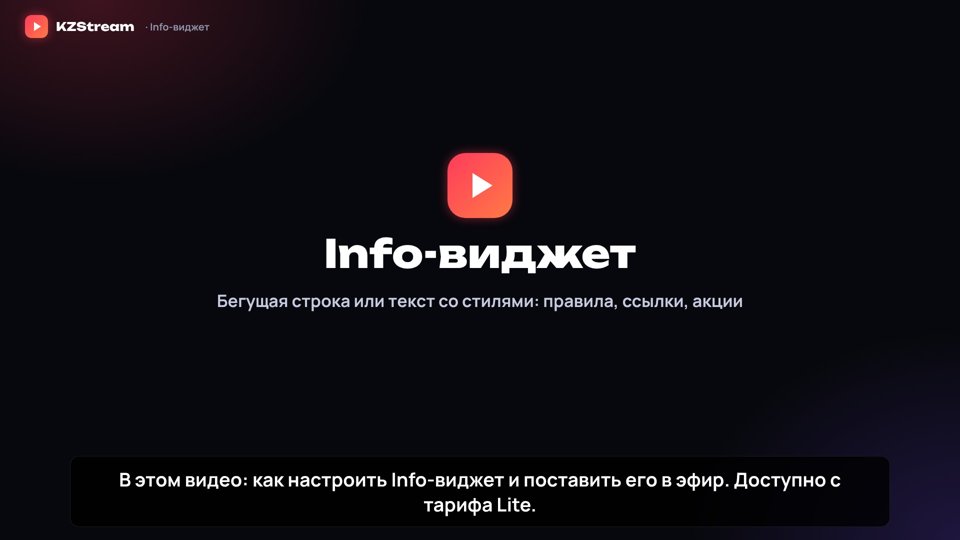 KZStream · Info-виджет
Info-виджет
Бегущая строка или текст со стилями: правила, ссылки, акции
В этом видео: как настроить Info-виджет и поставить его в эфир. Доступно с
тарифа Lite.